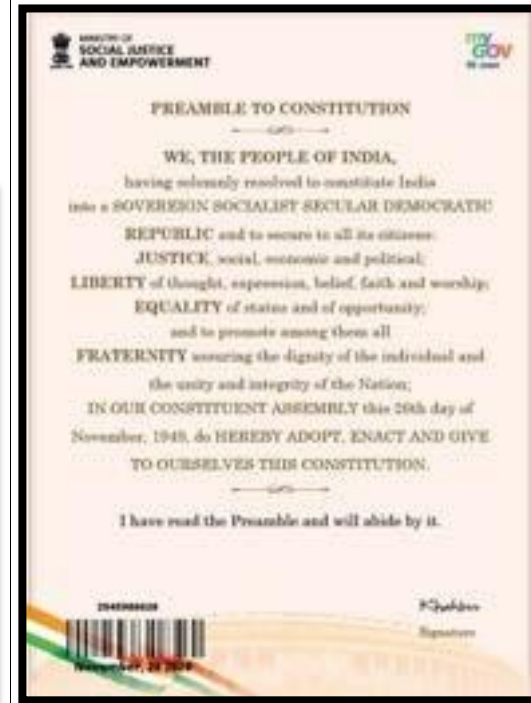 MINISTRY OF
SOCIAL JUSTICE
AND EMPOWERMENT
my
GOV
PREAMBLE TO CONSTITUTION
WE, THE PEOPLE OF INDIA,
having solemnly resolved to constitute India
into a SOVEREIGN SOCIALIST SECULAR DEMOCRATIC
REPUBLIC and to secure to all its citizens:
JUSTICE, social, economic and political;
LIBERTY of thought, expression, belief, faith and worship;
EQUALITY of status and of opportunity;
and to promote among them all
FRATERNITY assuring the dignity of the individual and
the unity and integrity of the Nation;
IN OUR CONSTITUENT ASSEMBLY this 26th day of
November, 1949, do HEREBY ADOPT, ENACT AND GIVE
TO OURSELVES THIS CONSTITUTION.
I have read the Preamble and will abide by it.
Signature
November,